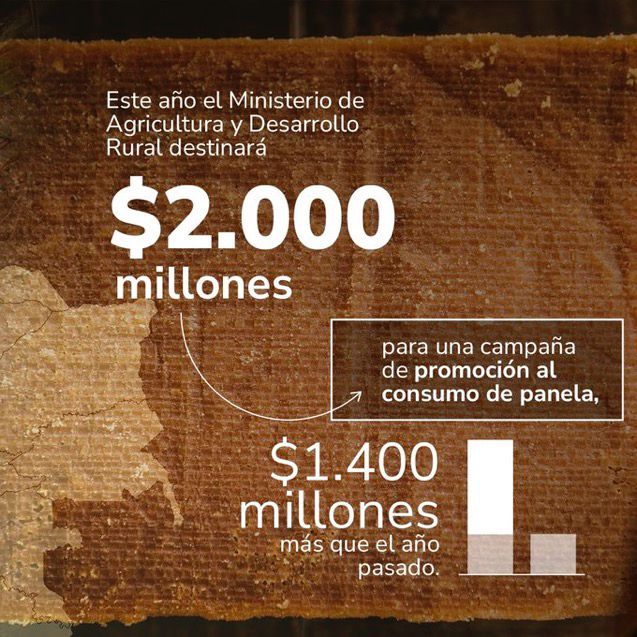 Este año el Ministerio de
Agricultura y Desarrollo
Rural destinará
$2.000
millones
para una campaña
de promoción al
consumo de panela,
$1.400
millones
más que el año
pasado.